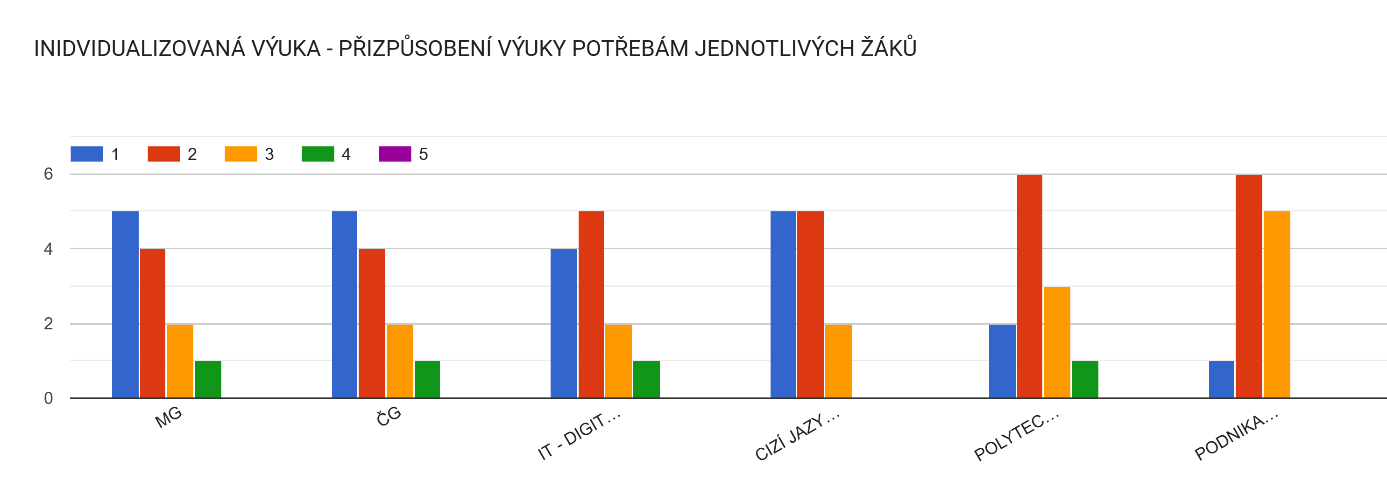 INIDVIDUALIZOVANÁ VÝUKA - PŘIZPŮSOBENÍ VÝUKY POTŘEBÁM JEDNOTLIVÝCH ŽÁKŮ
1 2 3 4 5
6
4
2
0
MG ČG IT - DIGIT… CIZÍ JAZY… POLYTEC… PODNIKA…